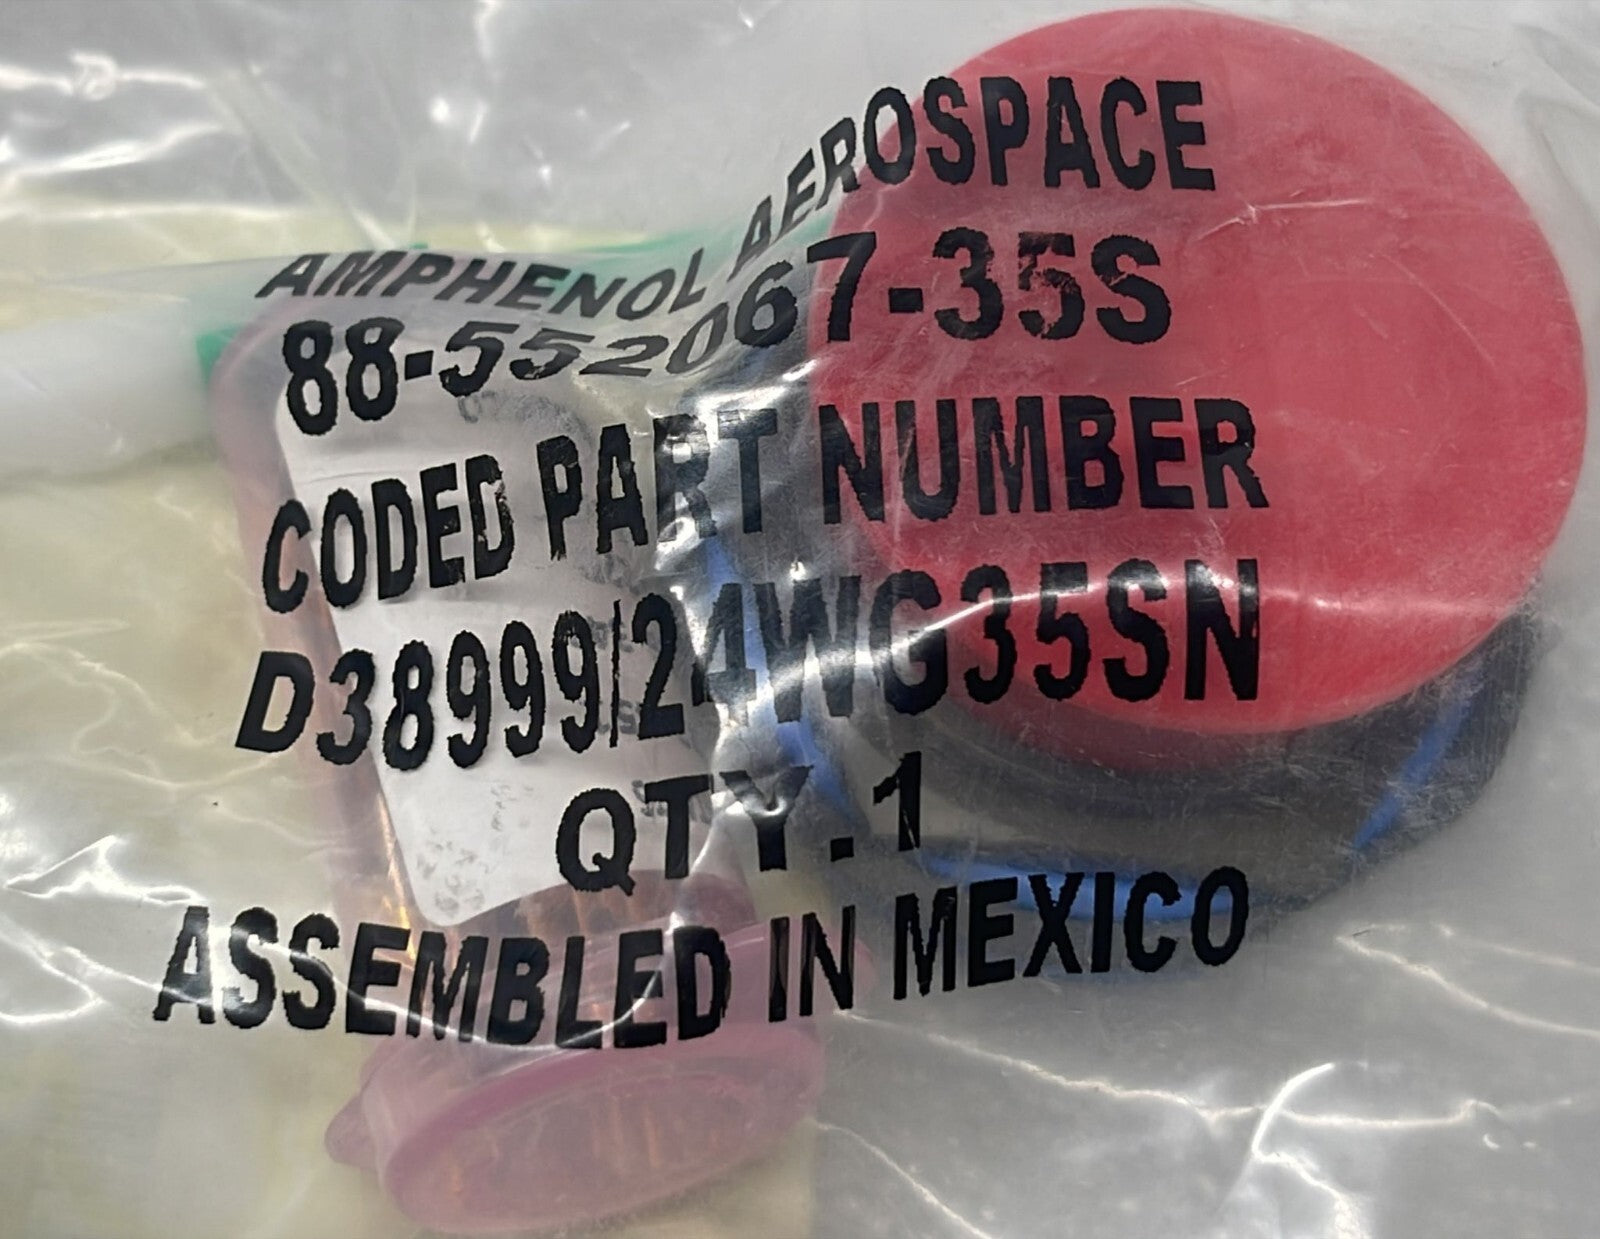 AMPHENOL AEROSPACE
88-552067-35S
CODED PART NUMBER
D38999/24WG35SN
QTY.1
ASSEMBLED IN MEXICO